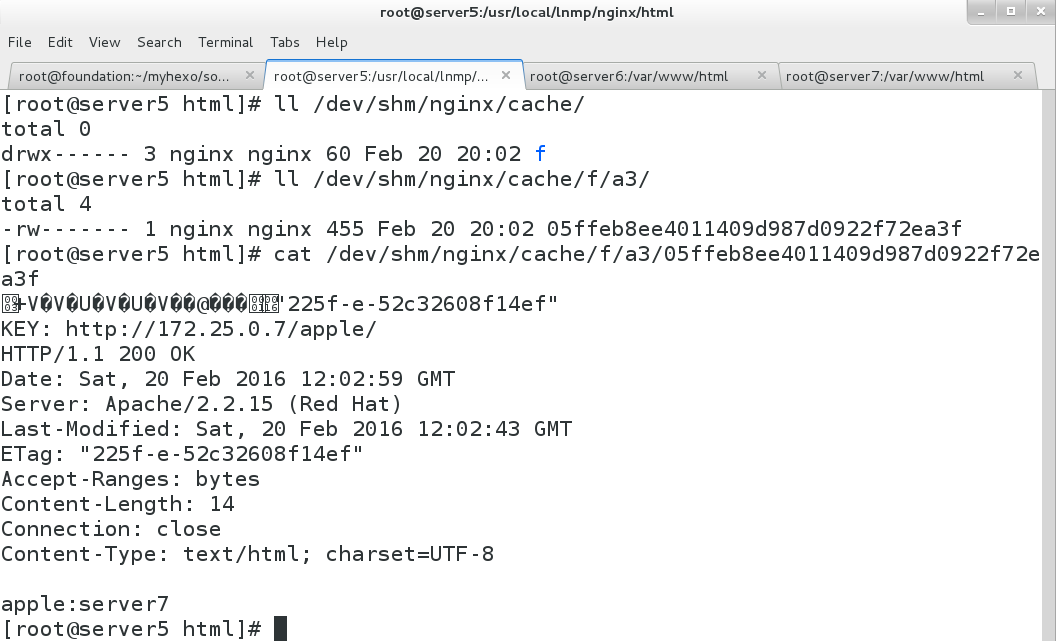 root@server5:/usr/local/lnmp/nginx/html
File Edit View Search Terminal Tabs Help
root@foundation:~/myhexo/so... root@server5:/usr/local/lnmp/... root@server6:/var/www/html root@server7:/var/www/html
[root@server5 html]# ll /dev/shm/nginx/cache/
total 0
drwx------ 3 nginx nginx 60 Feb 20 20:02 f
[root@server5 html]# ll /dev/shm/nginx/cache/f/a3/
total 4
-rw------- 1 nginx nginx 455 Feb 20 20:02 05ffeb8ee4011409d987d0922f72ea3f
[root@server5 html]# cat /dev/shm/nginx/cache/f/a3/05ffeb8ee4011409d987d0922f72e
a3f
+V�V�U�V�U�V��@���"225f-e-52c32608f14ef"
KEY: http://172.25.0.7/apple/
HTTP/1.1 200 OK
Date: Sat, 20 Feb 2016 12:02:59 GMT
Server: Apache/2.2.15 (Red Hat)
Last-Modified: Sat, 20 Feb 2016 12:02:43 GMT
ETag: "225f-e-52c32608f14ef"
Accept-Ranges: bytes
Content-Length: 14
Connection: close
Content-Type: text/html; charset=UTF-8
apple:server7
[root@server5 html]#